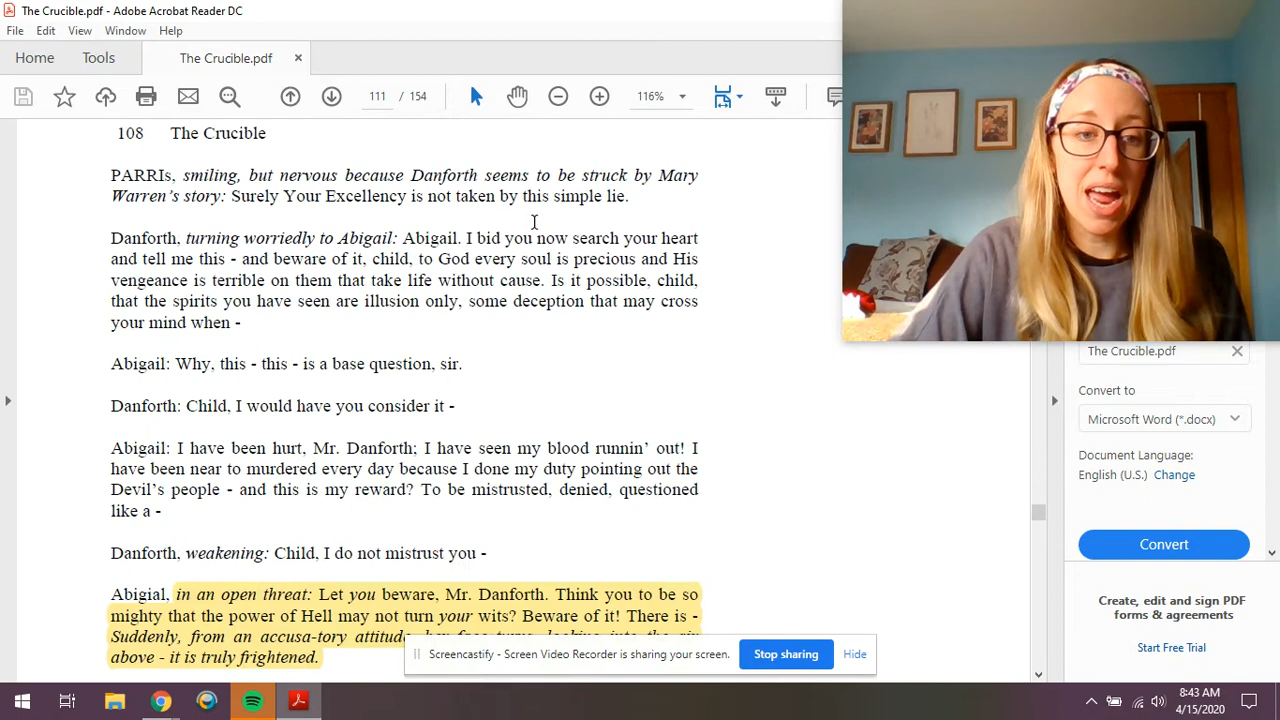 The Crucible.pdf - Adobe Acrobat Reader DC
File Edit View Window Help
Home Tools The Crucible.pdf ×
111 / 154 116%
108 The Crucible
PARRIs, smiling, but nervous because Danforth seems to be struck by Mary
Warren's story: Surely Your Excellency is not taken by this simple lie.
Danforth, turning worriedly to Abigail: Abigail. I bid you now search your heart
and tell me this - and beware of it, child, to God every soul is precious and His
vengeance is terrible on them that take life without cause. Is it possible, child,
that the spirits you have seen are illusion only, some deception that may cross
your mind when -
Abigail: Why, this - this - is a base question, sir.
Danforth: Child, I would have you consider it -
Abigail: I have been hurt, Mr. Danforth; I have seen my blood runnin' out! I
have been near to murdered every day because I done my duty pointing out the
Devil's people - and this is my reward? To be mistrusted, denied, questioned
like a -
Danforth, weakening: Child, I do not mistrust you -
Abigial, in an open threat: Let you beware, Mr. Danforth. Think you to be so
mighty that the power of Hell may not turn your wits? Beware of it! There is -
Suddenly, from an accusa-tory attitude
above - it is truly frightened.
Screencastify - Screen Video Recorder is sharing your screen. Stop sharing Hide
The Crucible.pdf
Convert to
Microsoft Word (*.docx)
Document Language:
English (U.S.) Change
Convert
Create, edit and sign PDF
forms & agreements
Start Free Trial
8:43 AM
4/15/2020